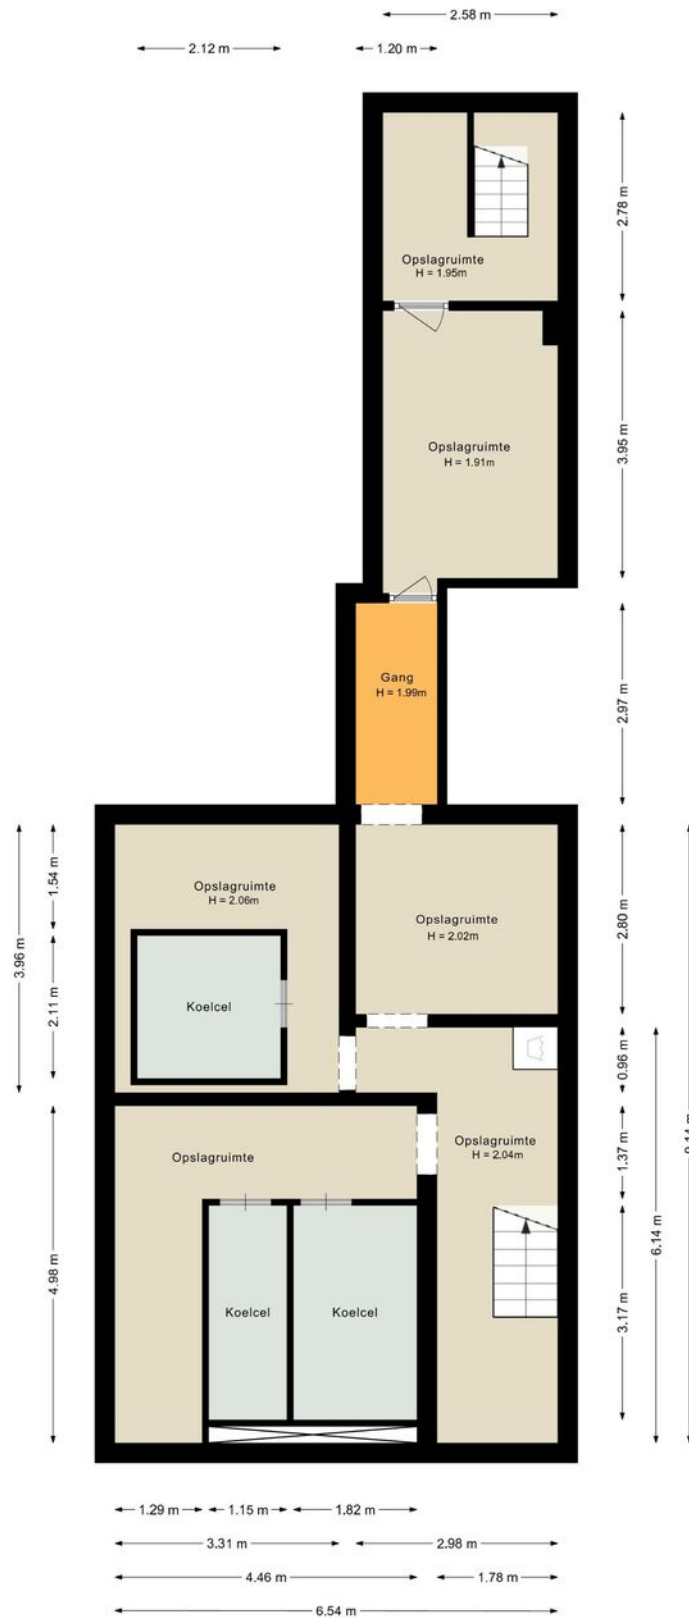 2.58 m
2.12 m
1.20 m
2.78 m
Opslagruimte
H = 1.95m
3.95 m
Opslagruimte
H = 1.91m
2.97 m
Gang
H = 1.99m
3.96 m
1.54 m
Opslagruimte
H = 2.06m
Opslagruimte
H = 2.02m
2.80 m
2.11 m
Koelcel
0.96 m
Opslagruimte
Opslagruimte
H = 2.04m
1.37 m
6.14 m
4.98 m
3.17 m
Koelcel
Koelcel
1.29 m
1.15 m
1.82 m
3.31 m
2.98 m
4.46 m
1.78 m
6.54 m